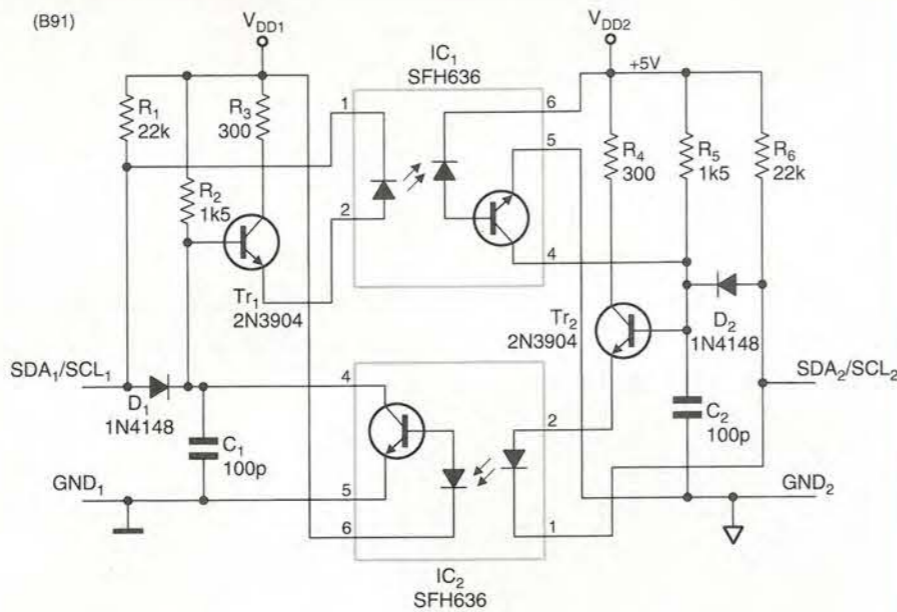 (B91)
V_DD1
V_DD2
IC₁
SFH636
+5V
R₁
22k
R₃
300
1
6
5
R₄
300
R₅
1k5
R₆
22k
R₂
1k5
2
Tr₁
2N3904
4
Tr₂
2N3904
D₂
1N4148
SDA₁/SCL₁
SDA₂/SCL₂
D₁
1N4148
4
C₁
100p
2
C₂
100p
GND₁
5
GND₂
6
1
IC₂
SFH636